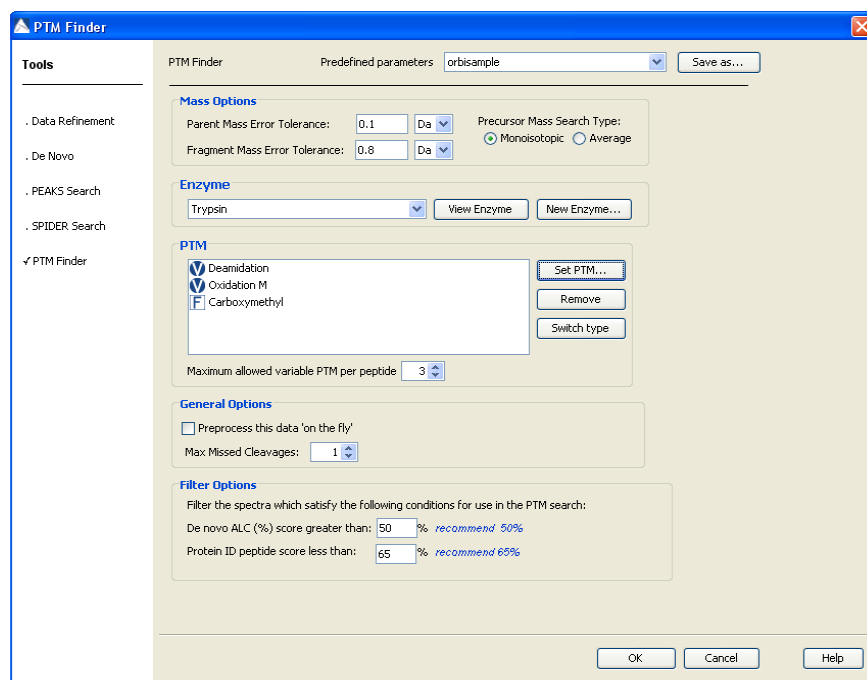 PTM Finder
Tools
. Data Refinement
. De Novo
. PEAKS Search
. SPIDER Search
✓ PTM Finder
PTM Finder Predefined parameters orbisample Save as...
Mass Options
Parent Mass Error Tolerance: 0.1 Da Precursor Mass Search Type:
Monoisotopic Average
Fragment Mass Error Tolerance: 0.8 Da
Enzyme
Trypsin View Enzyme New Enzyme...
PTM
V Deamidation Set PTM...
V Oxidation M
F Carboxymethyl Remove
Switch type
Maximum allowed variable PTM per peptide 3
General Options
Preprocess this data 'on the fly'
Max Missed Cleavages: 1
Filter Options
Filter the spectra which satisfy the following conditions for use in the PTM search:
De novo ALC (%) score greater than: 50 % recommend 50%
Protein ID peptide score less than: 65 % recommend 65%
OK Cancel Help